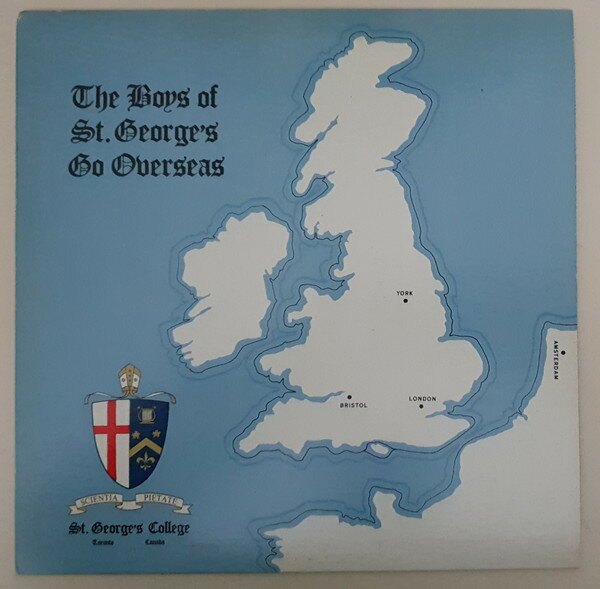 The Boys of
St. George's
Go Overseas
YORK
AMSTERDAM
BRISTOL
LONDON
SCIENTIA PIETATE
St. George's College
Toronto Canada